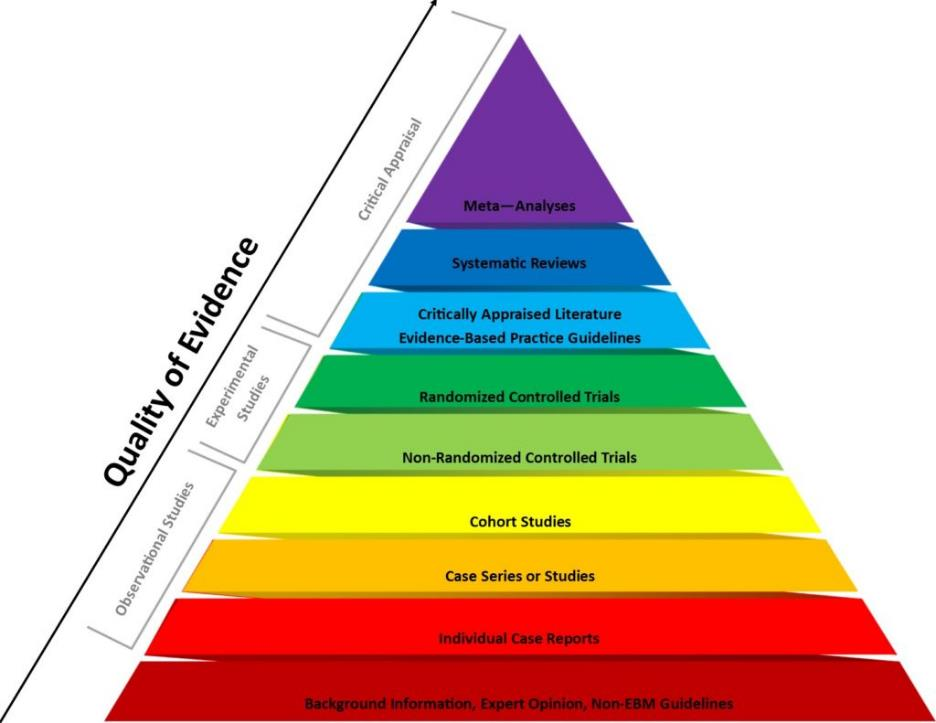 Quality of Evidence
Critical Appraisal
Experimental
Studies
Observational Studies
Meta—Analyses
Systematic Reviews
Critically Appraised Literature
Evidence-Based Practice Guidelines
Randomized Controlled Trials
Non-Randomized Controlled Trials
Cohort Studies
Case Series or Studies
Individual Case Reports
Background Information, Expert Opinion, Non-EBM Guidelines